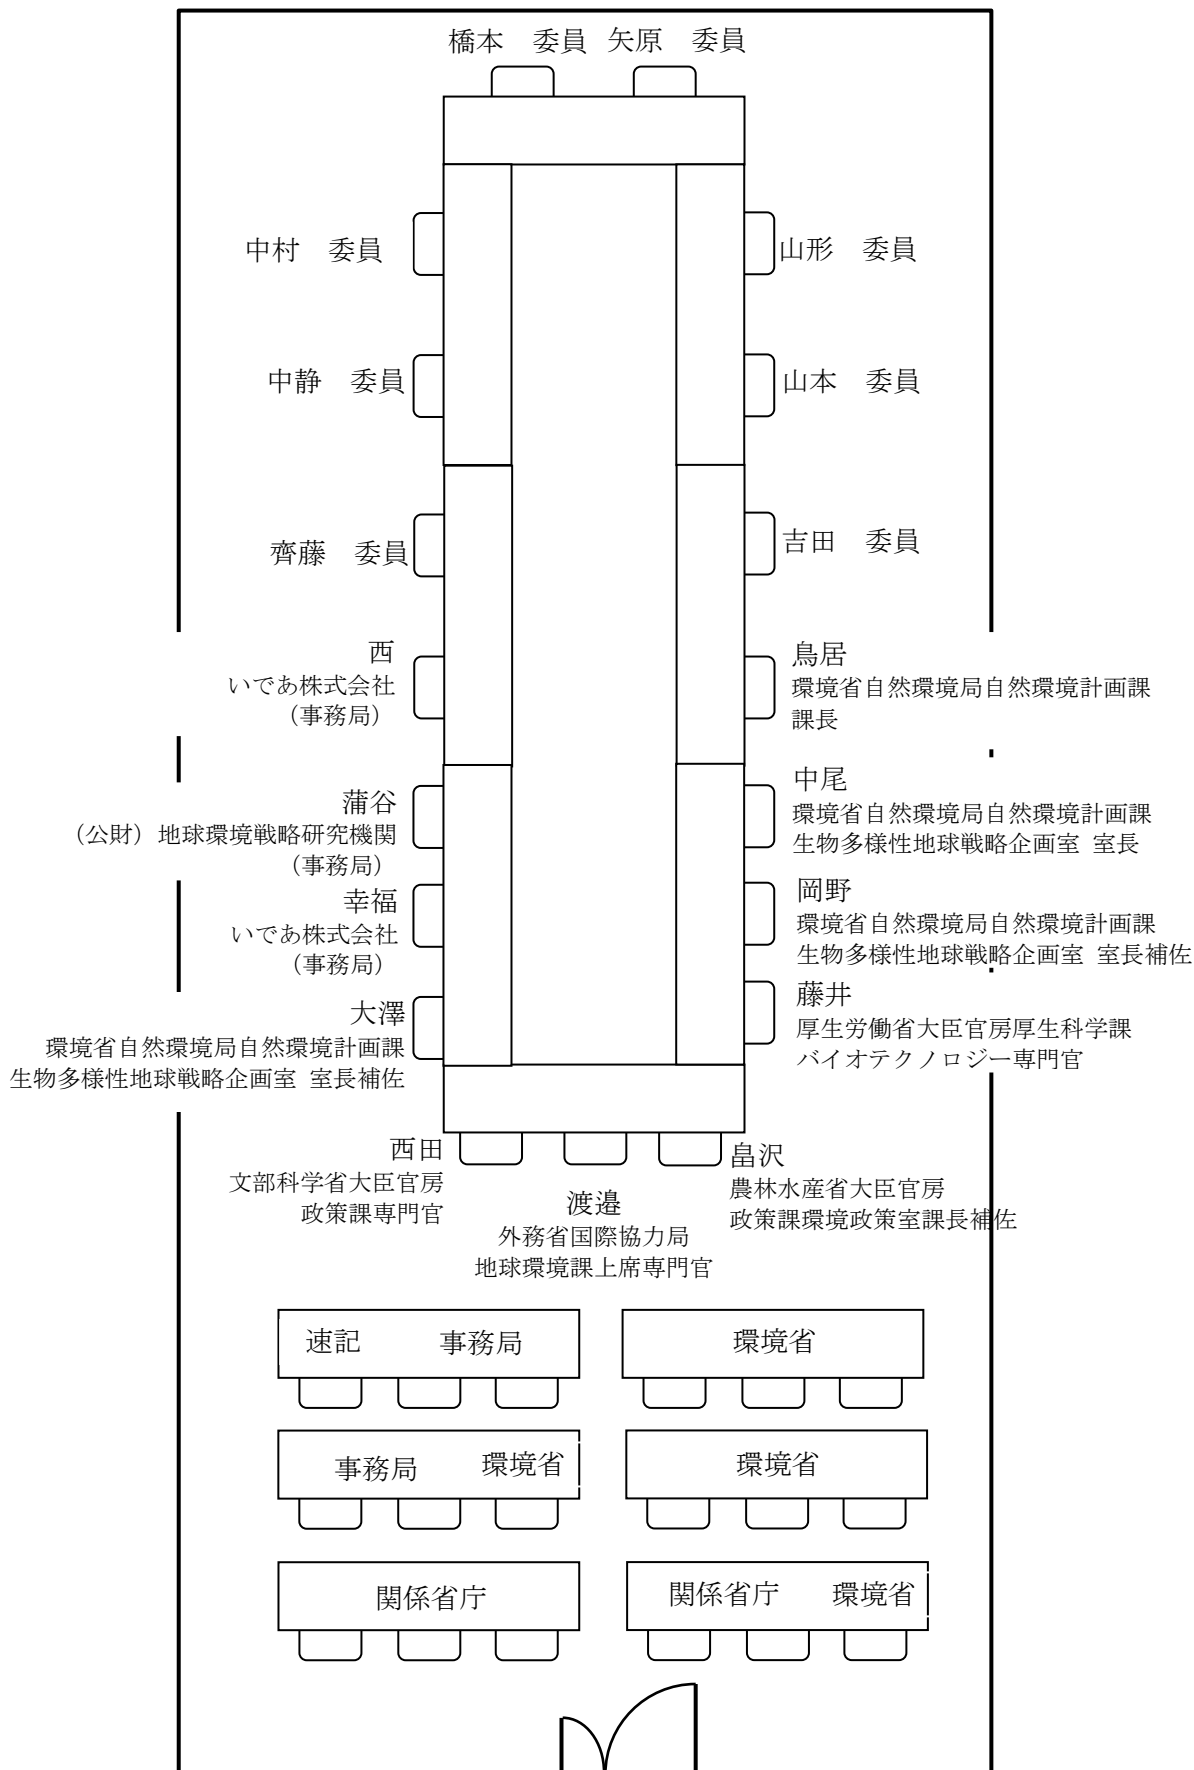 橋本　委員　矢原　委員
中村　委員
山形　委員
中静　委員
山本　委員
齊藤　委員
吉田　委員
西
いであ株式会社
（事務局）
鳥居
環境省自然環境局自然環境計画課
課長
蒲谷
（公財）地球環境戦略研究機関
（事務局）
中尾
環境省自然環境局自然環境計画課
生物多様性地球戦略企画室 室長
幸福
いであ株式会社
（事務局）
岡野
環境省自然環境局自然環境計画課
生物多様性地球戦略企画室 室長補佐
大澤
環境省自然環境局自然環境計画課
生物多様性地球戦略企画室 室長補佐
藤井
厚生労働省大臣官房厚生科学課
バイオテクノロジー専門官
西田
文部科学省大臣官房
政策課専門官
渡邉
外務省国際協力局
地球環境課上席専門官
畠沢
農林水産省大臣官房
政策課環境政策室課長補佐
速記　事務局
環境省
事務局　環境省
環境省
関係省庁
関係省庁　環境省